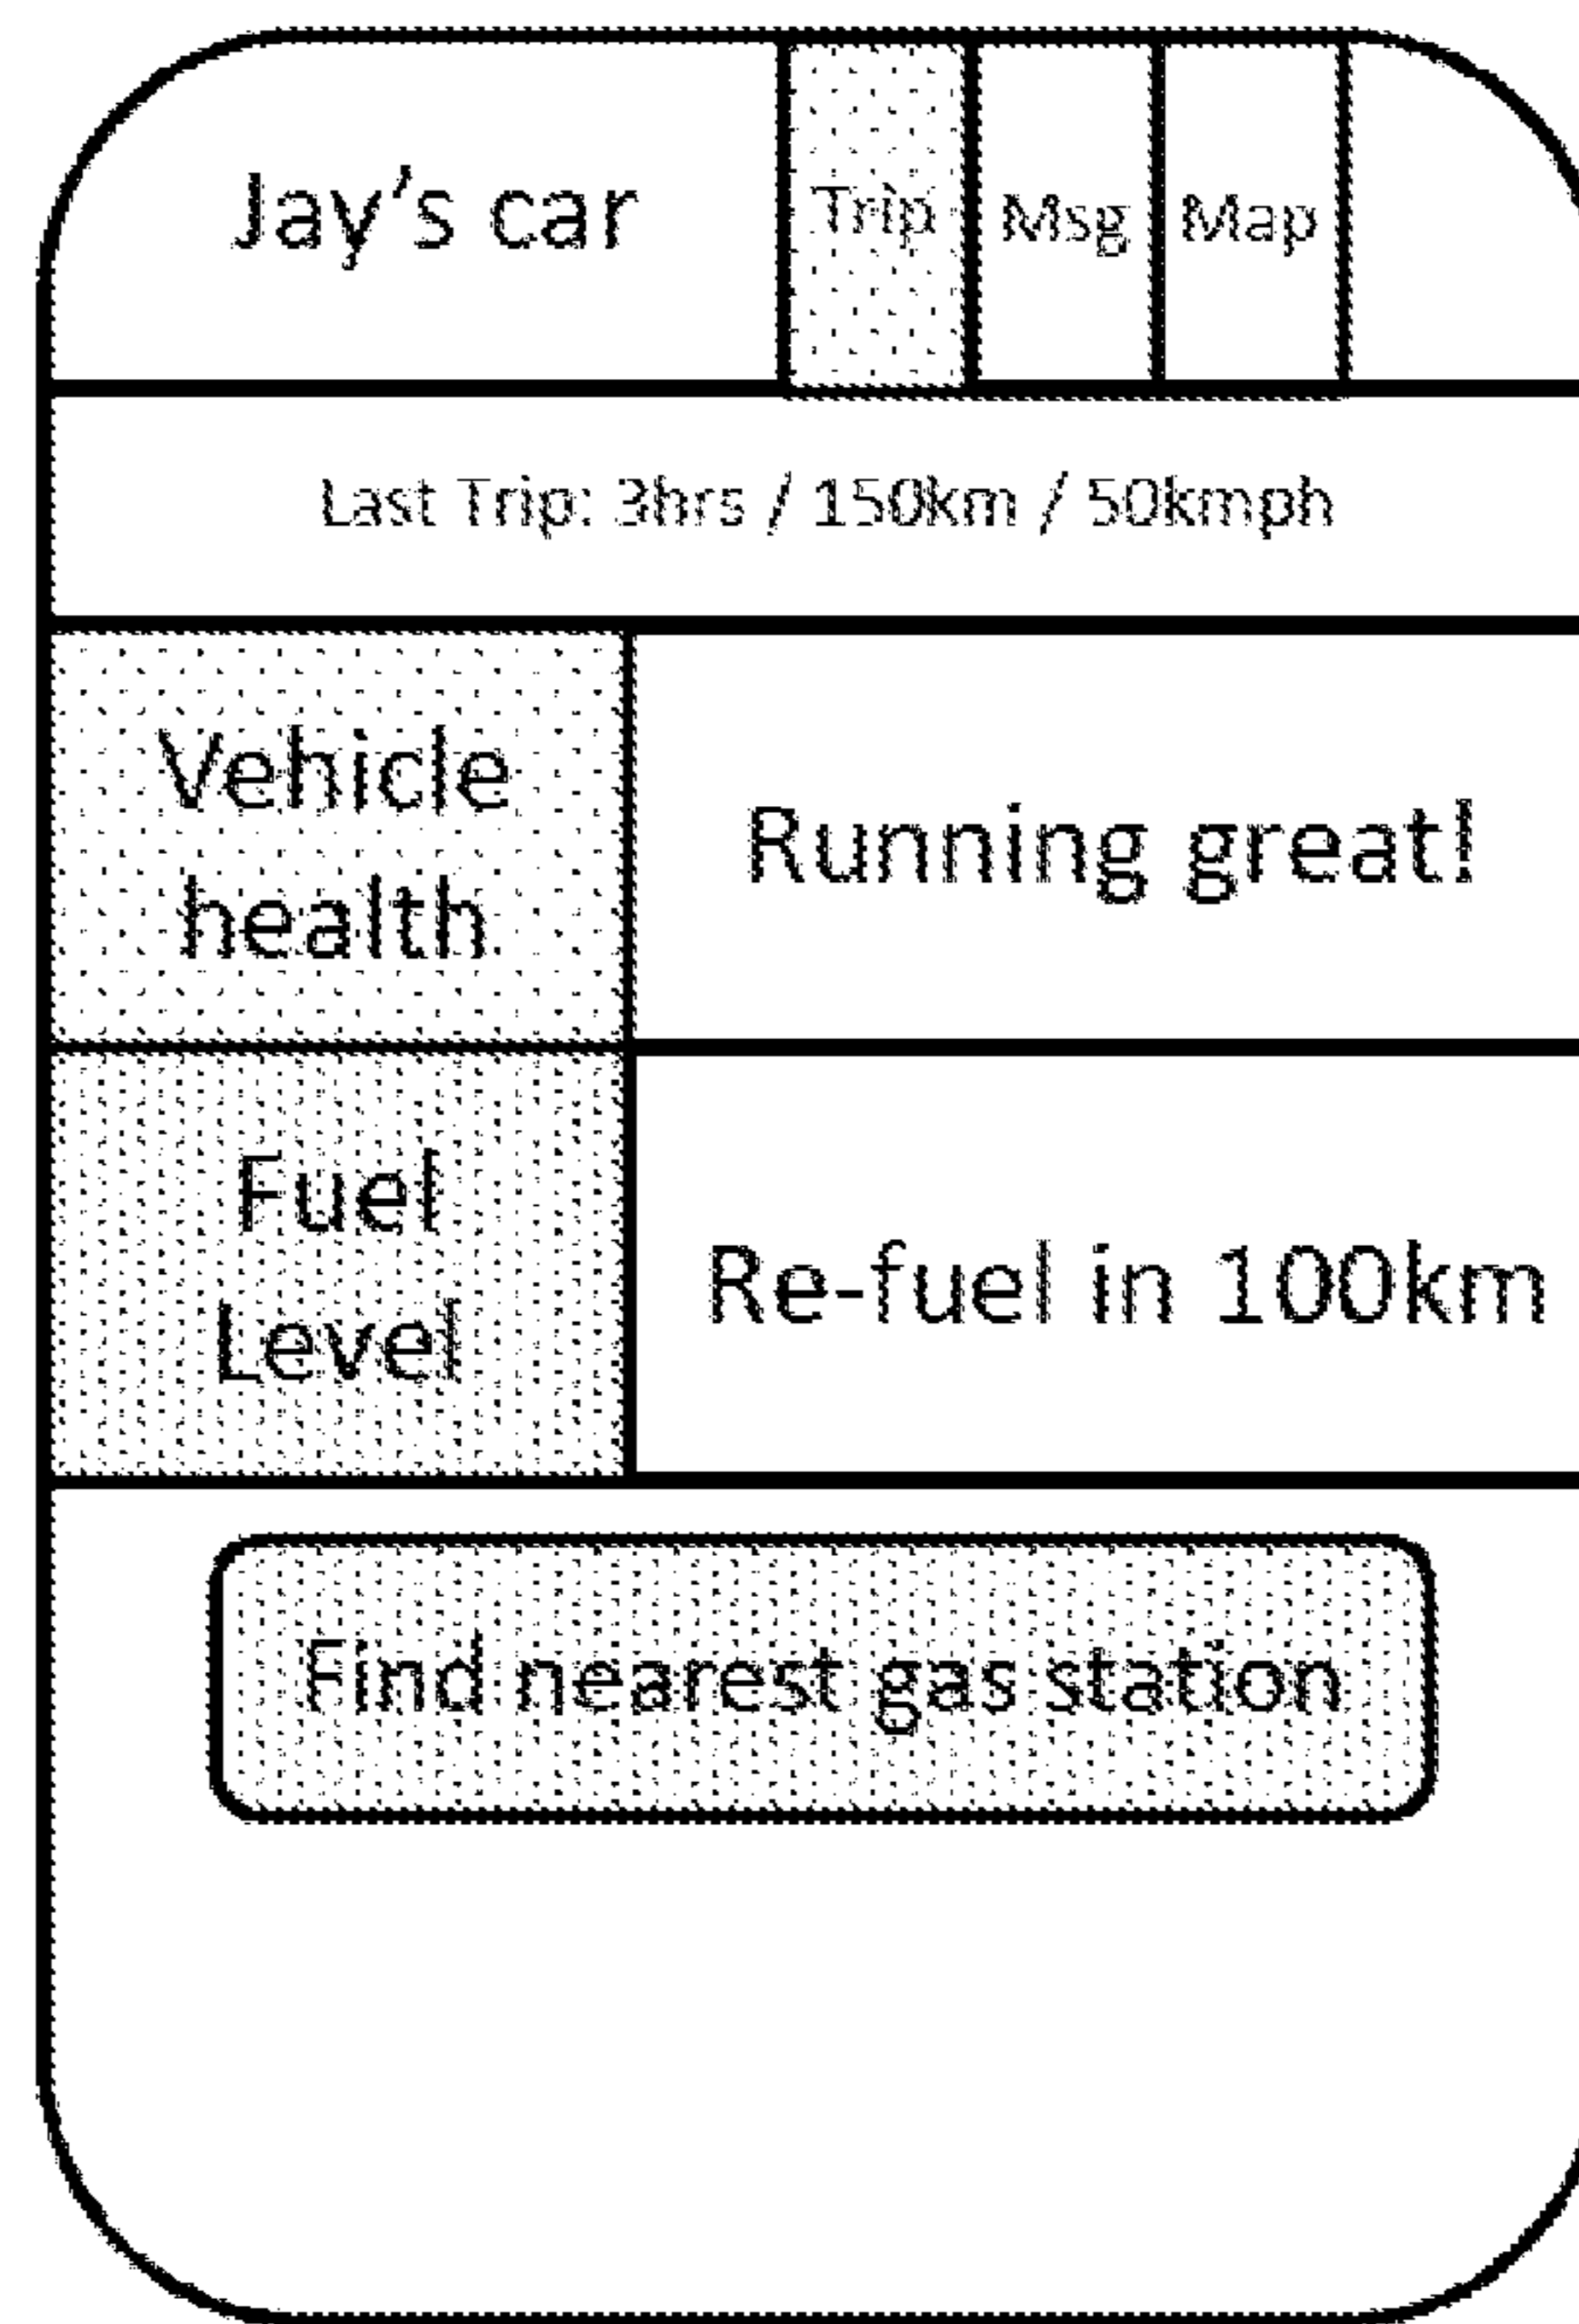 Jay's car
Trip
Msg
Map
Last Trip: 3hrs / 150km / 50kmph
Vehicle
health
Running great!
Fuel
Level
Re-fuel in 100km
Find nearest gas station